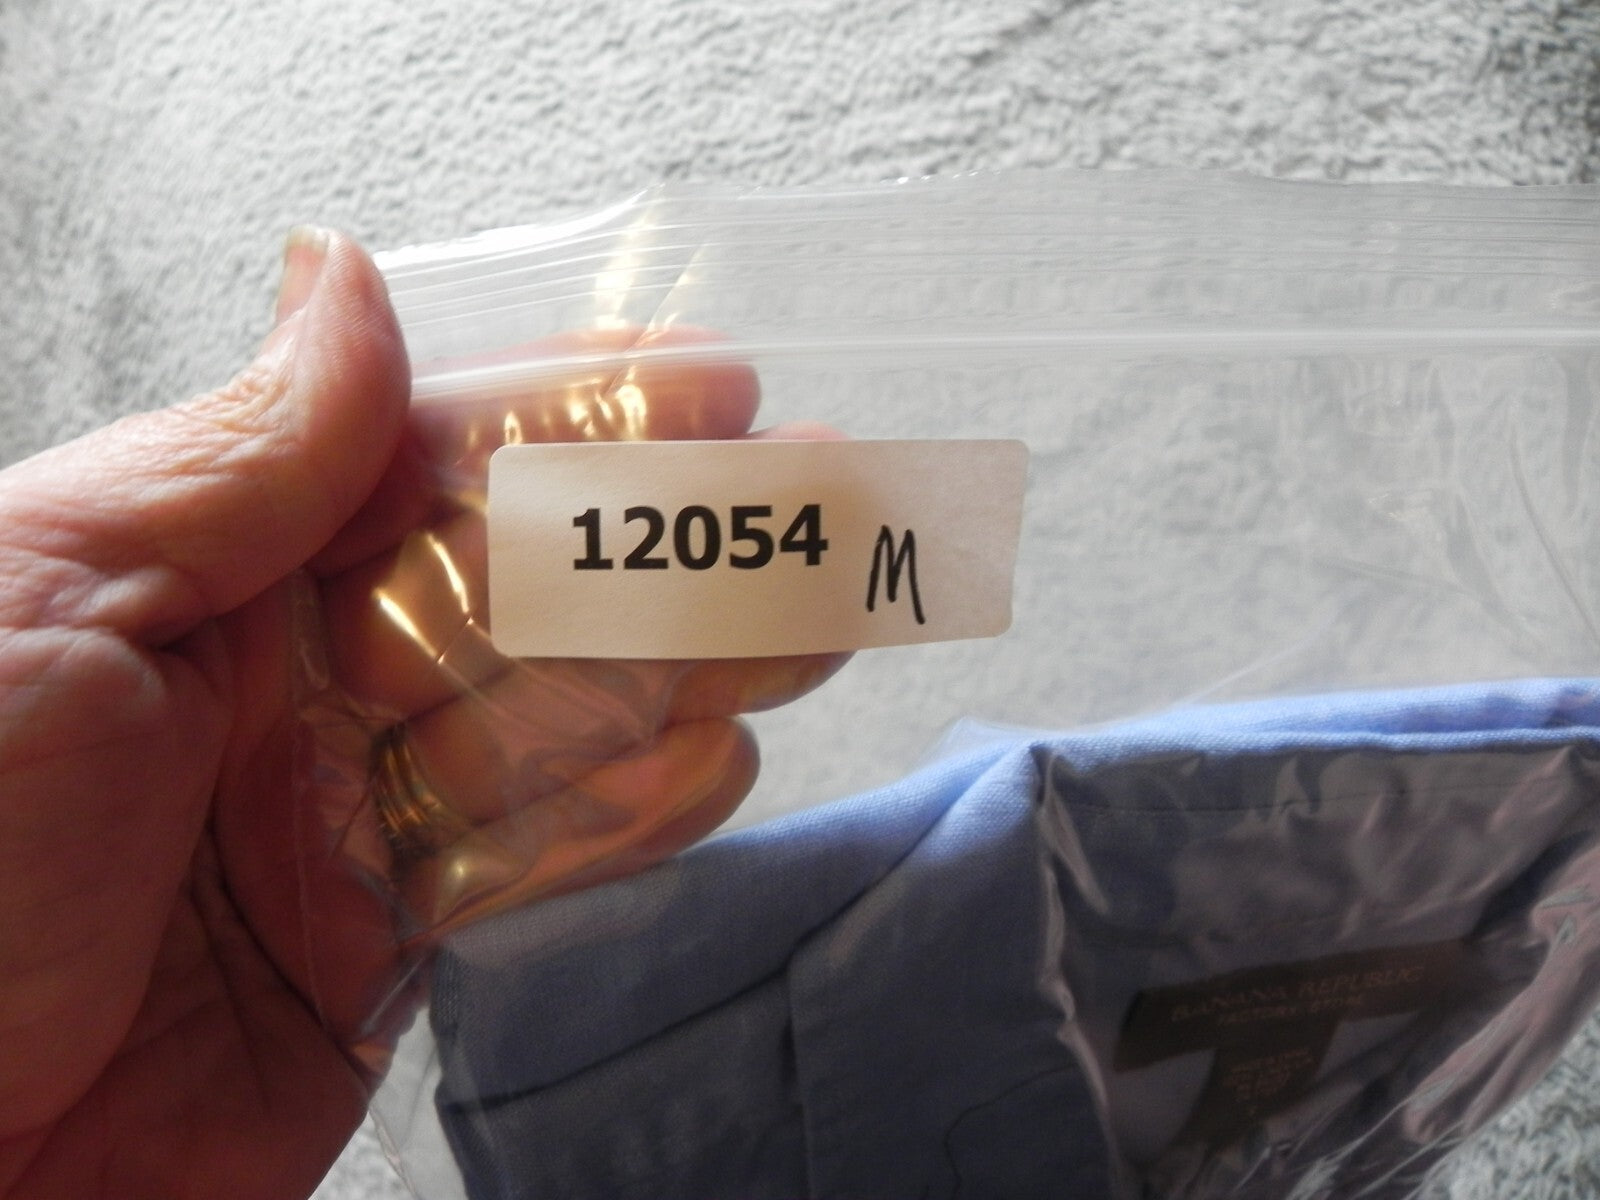 12054 M
BANANA REPUBLIC
FACTORY STORE